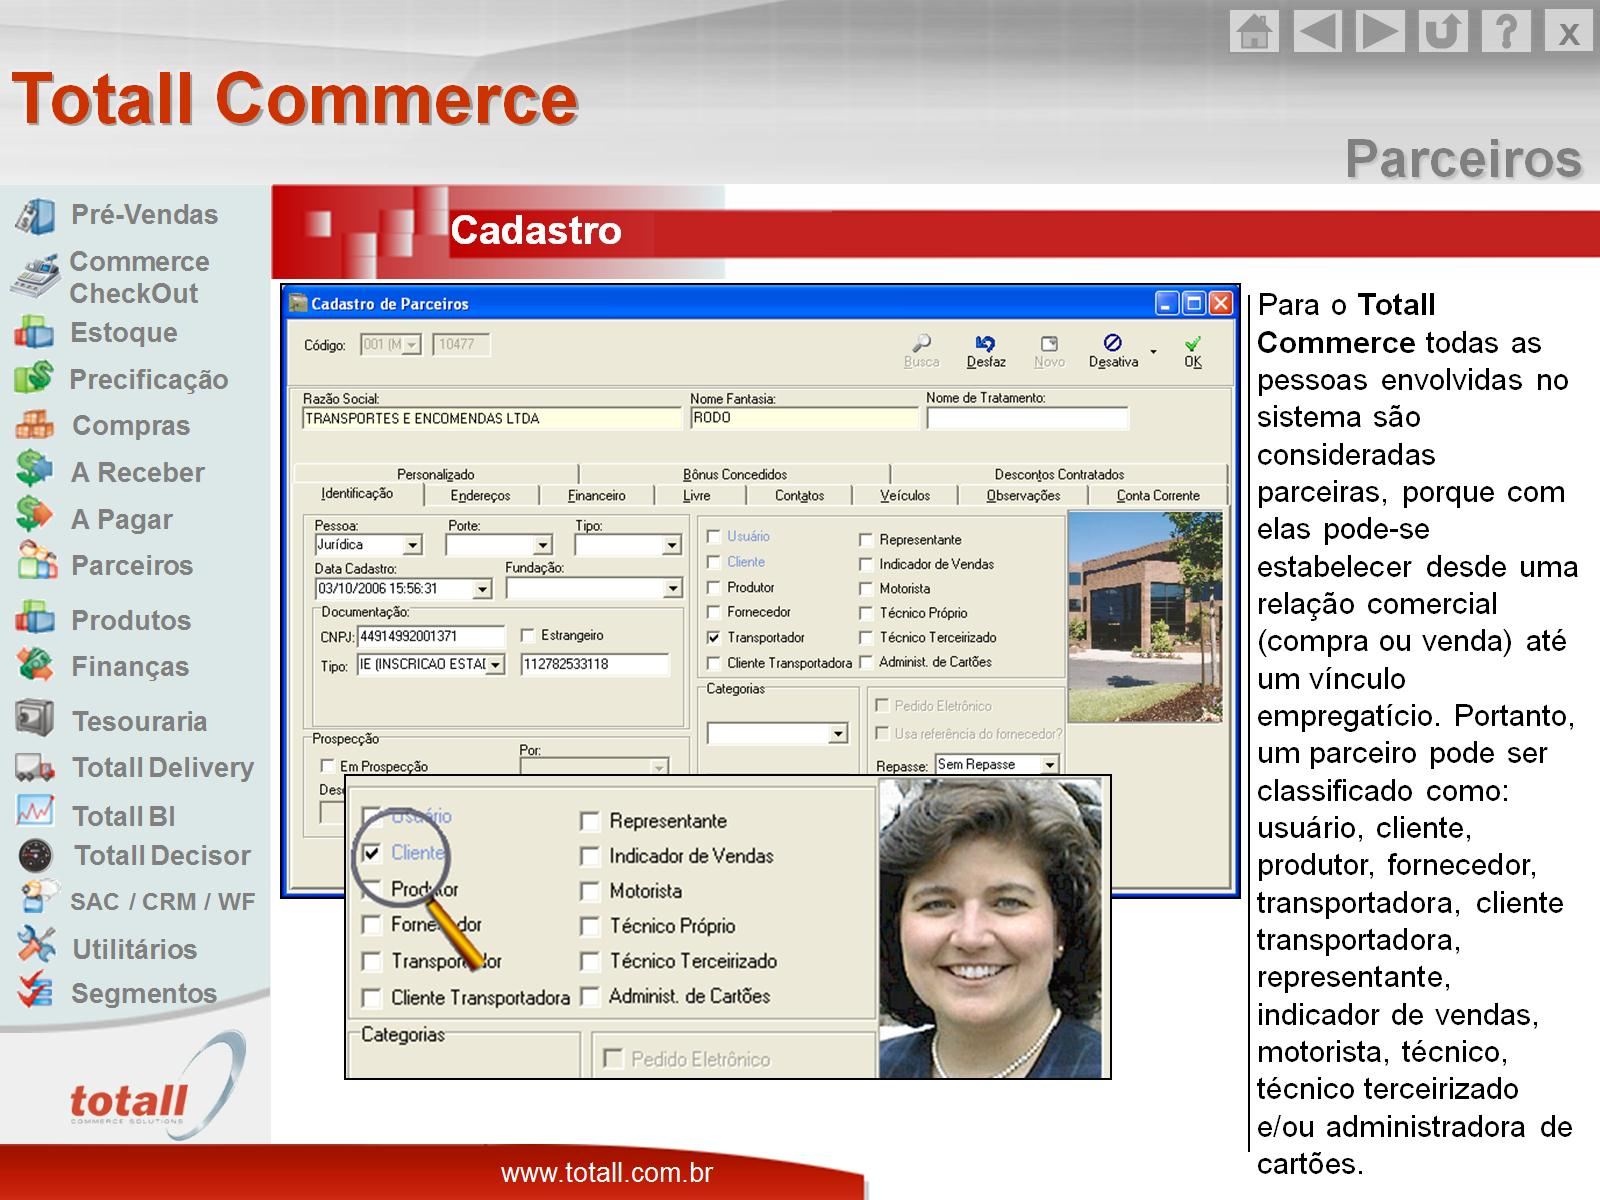 x
Totall Commerce
Parceiros
Pré-Vendas
Commerce
CheckOut
Estoque
Precificação
Compras
A Receber
A Pagar
Parceiros
Produtos
Finanças
Tesouraria
Totall Delivery
Totall BI
Totall Decisor
SAC / CRM / WF
Utilitários
Segmentos
totall
COMMERCE SOLUTIONS
Cadastro
Cadastro de Parceiros
Código: 001 (M 10477
Busca Desfaz Novo Desativa OK
Razão Social: Nome Fantasia: Nome de Tratamento:
TRANSPORTES E ENCOMENDAS LTDA RODO
Personalizado Bônus Concedidos Descontos Contratados
Identificação Endereços Financeiro Livre Contatos Veículos Observações Conta Corrente
Pessoa: Porte: Tipo:
Jurídica
Data Cadastro: Fundação:
03/10/2006 15:56:31
Documentação:
CNPJ: 44914992001371 Estrangeiro
Tipo: IE (INSCRICAO ESTAD 112782533118
Prospecção
Por:
Em Prospecção
Desc
Usuário Representante
Cliente Indicador de Vendas
Produtor Motorista
Fornecedor Técnico Próprio
Transportador Técnico Terceirizado
Cliente Transportadora Administ. de Cartões
Categorias
Pedido Eletrônico
Usa referência do fornecedor?
Repasse: Sem Repasse
Usuário Representante
Cliente Indicador de Vendas
Produtor Motorista
Fornecedor Técnico Próprio
Transportador Técnico Terceirizado
Cliente Transportadora Administ. de Cartões
Categorias
Pedido Eletrônico
Para o Totall
Commerce todas as
pessoas envolvidas no
sistema são
consideradas
parceiras, porque com
elas pode-se
estabelecer desde uma
relação comercial
(compra ou venda) até
um vínculo
empregatício. Portanto,
um parceiro pode ser
classificado como:
usuário, cliente,
produtor, fornecedor,
transportadora, cliente
transportadora,
representante,
indicador de vendas,
motorista, técnico,
técnico terceirizado
e/ou administradora de
cartões.
www.totall.com.br